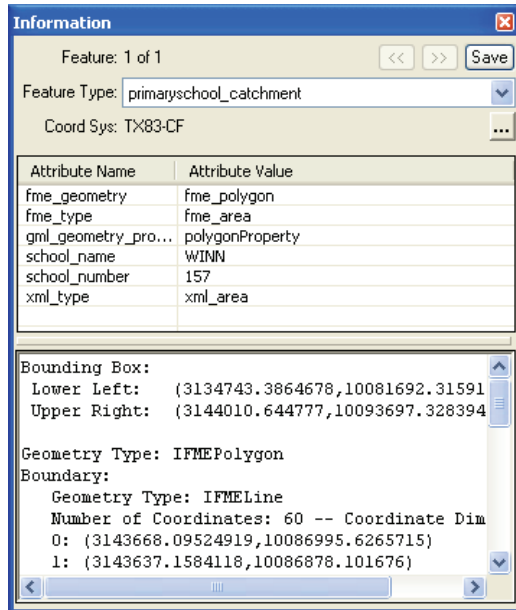 Information
Feature: 1 of 1 << >> Save
Feature Type: primaryschool_catchment
Coord Sys: TX83-CF ...
Attribute Name Attribute Value
fme_geometry fme_polygon
fme_type fme_area
gml_geometry_pro... polygonProperty
school_name WINN
school_number 157
xml_type xml_area
Bounding Box:
Lower Left: (3134743.3864678,10081692.31591
Upper Right: (3144010.644777,10093697.328394
Geometry Type: IFMEPolygon
Boundary:
Geometry Type: IFMELine
Number of Coordinates: 60 -- Coordinate Dim
0: (3143668.09524919,10086995.6265715)
1: (3143637.1584118,10086878.101676)